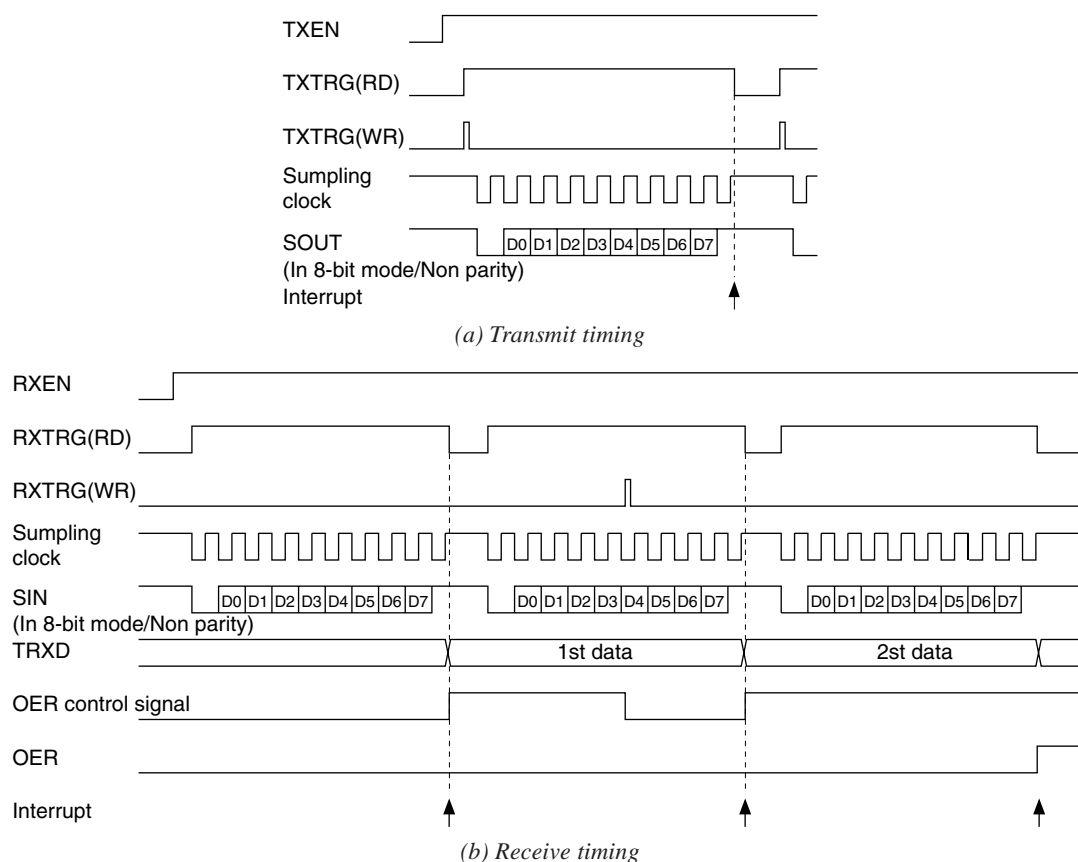 TXEN
TXTRG(RD)
TXTRG(WR)
Sumpling
clock
SOUT D0 D1 D2 D3 D4 D5 D6 D7
(In 8-bit mode/Non parity)
Interrupt
(a) Transmit timing
RXEN
RXTRG(RD)
RXTRG(WR)
Sumpling
clock
SIN D0 D1 D2 D3 D4 D5 D6 D7 D0 D1 D2 D3 D4 D5 D6 D7 D0 D1 D2 D3 D4 D5 D6 D7
(In 8-bit mode/Non parity)
TRXD 1st data 2st data
OER control signal
OER
Interrupt
(b) Receive timing